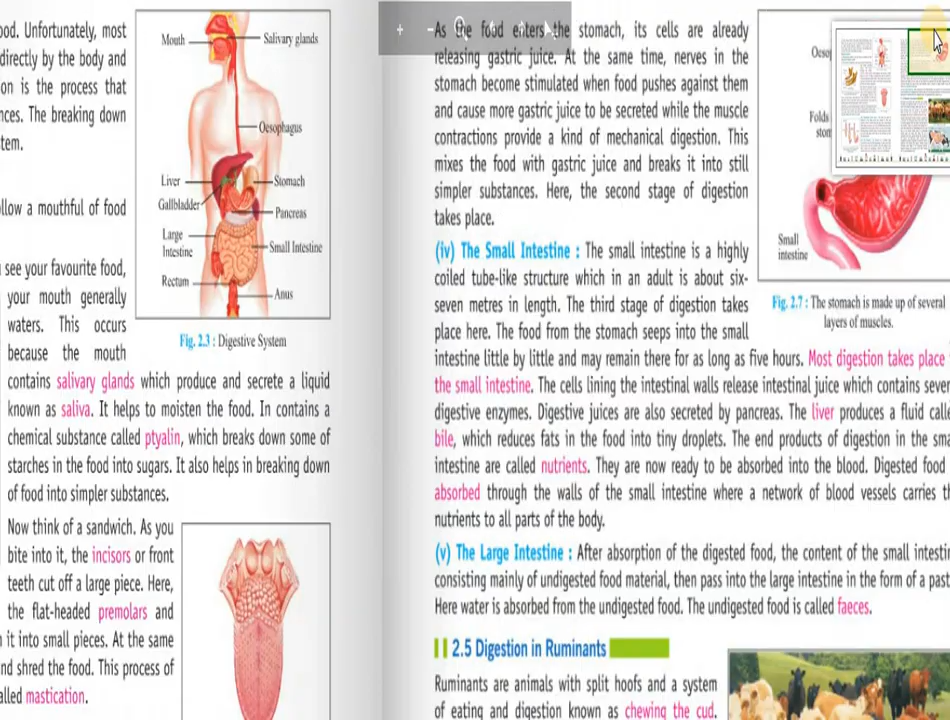 ood. Unfortunately, most
directly by the body and
on is the process that
nces. The breaking down
tem.
llow a mouthful of food
Mouth
Salivary glands
Oesophagus
Liver
Stomach
Gallbladder
Pancreas
Large
Intestine
Small Intestine
Rectum
Anus
Fig. 2.3 : Digestive System
see your favourite food,
your mouth generally
waters. This occurs
because the mouth
contains salivary glands which produce and secrete a liquid
known as saliva. It helps to moisten the food. In contains a
chemical substance called ptyalin, which breaks down some of
starches in the food into sugars. It also helps in breaking down
of food into simpler substances.
Now think of a sandwich. As you
bite into it, the incisors or front
teeth cut off a large piece. Here,
the flat-headed premolars and
it into small pieces. At the same
nd shred the food. This process of
alled mastication.
As the food enters the stomach, its cells are already
releasing gastric juice. At the same time, nerves in the
stomach become stimulated when food pushes against them
and cause more gastric juice to be secreted while the muscle
contractions provide a kind of mechanical digestion. This
mixes the food with gastric juice and breaks it into still
simpler substances. Here, the second stage of digestion
takes place.
Oeso
Folds
stom
Small
intestine
Fig. 2.7 : The stomach is made up of several
layers of muscles.
(iv) The Small Intestine : The small intestine is a highly
coiled tube-like structure which in an adult is about six-
seven metres in length. The third stage of digestion takes
place here. The food from the stomach seeps into the small
intestine little by little and may remain there for as long as five hours. Most digestion takes place
the small intestine. The cells lining the intestinal walls release intestinal juice which contains seve
digestive enzymes. Digestive juices are also secreted by pancreas. The liver produces a fluid calle
bile, which reduces fats in the food into tiny droplets. The end products of digestion in the sma
intestine are called nutrients. They are now ready to be absorbed into the blood. Digested food
absorbed through the walls of the small intestine where a network of blood vessels carries th
nutrients to all parts of the body.
(v) The Large Intestine : After absorption of the digested food, the content of the small intestin
consisting mainly of undigested food material, then pass into the large intestine in the form of a past
Here water is absorbed from the undigested food. The undigested food is called faeces.
2.5 Digestion in Ruminants
Ruminants are animals with split hoofs and a system
of eating and digestion known as chewing the cud.